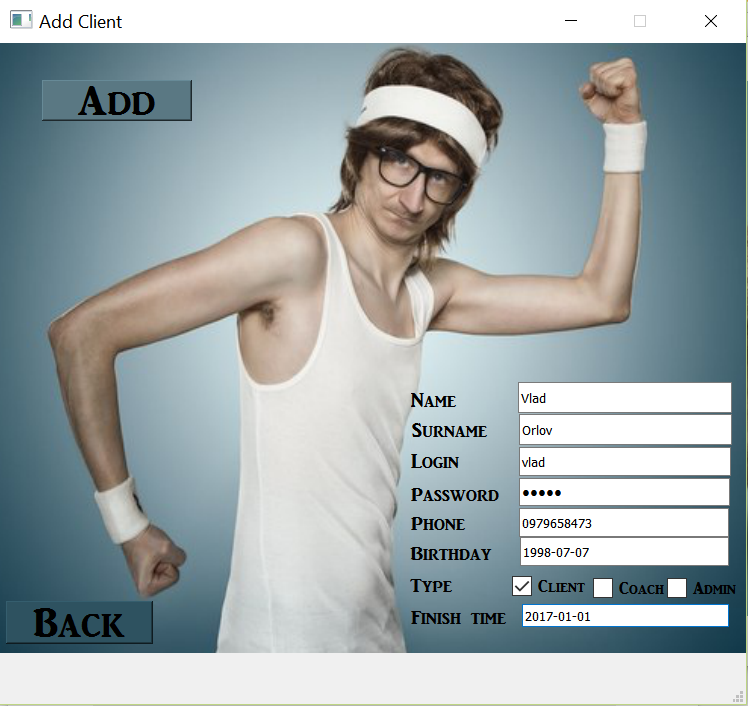 Add Client
Add
Name Vlad
Surname Orlov
Login vlad
Password •••••
Phone 0979658473
Birthday 1998-07-07
Type Client Coach Admin
Finish time 2017-01-01
Back